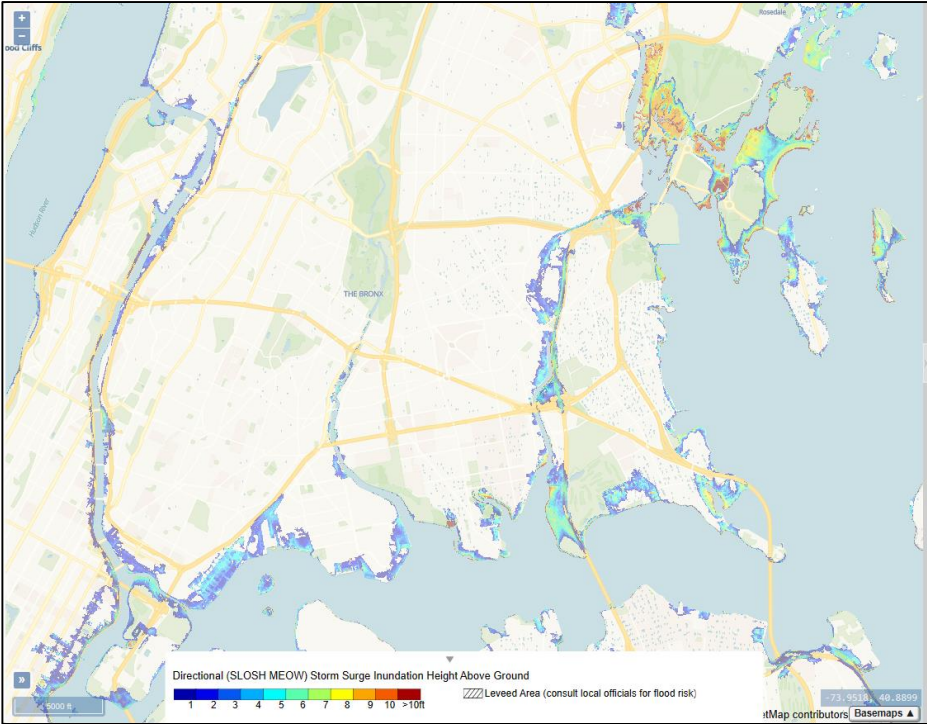 +
−
ood Cliffs
Rosedale
Hudson River
THE BRONX
Directional (SLOSH MEOW) Storm Surge Inundation Height Above Ground
1 2 3 4 5 6 7 8 9 10 >10ft
Leveed Area (consult local officials for flood risk)
»
5000 ft
-73.9518, 40.8899
etMap contributors
Basemaps ▲